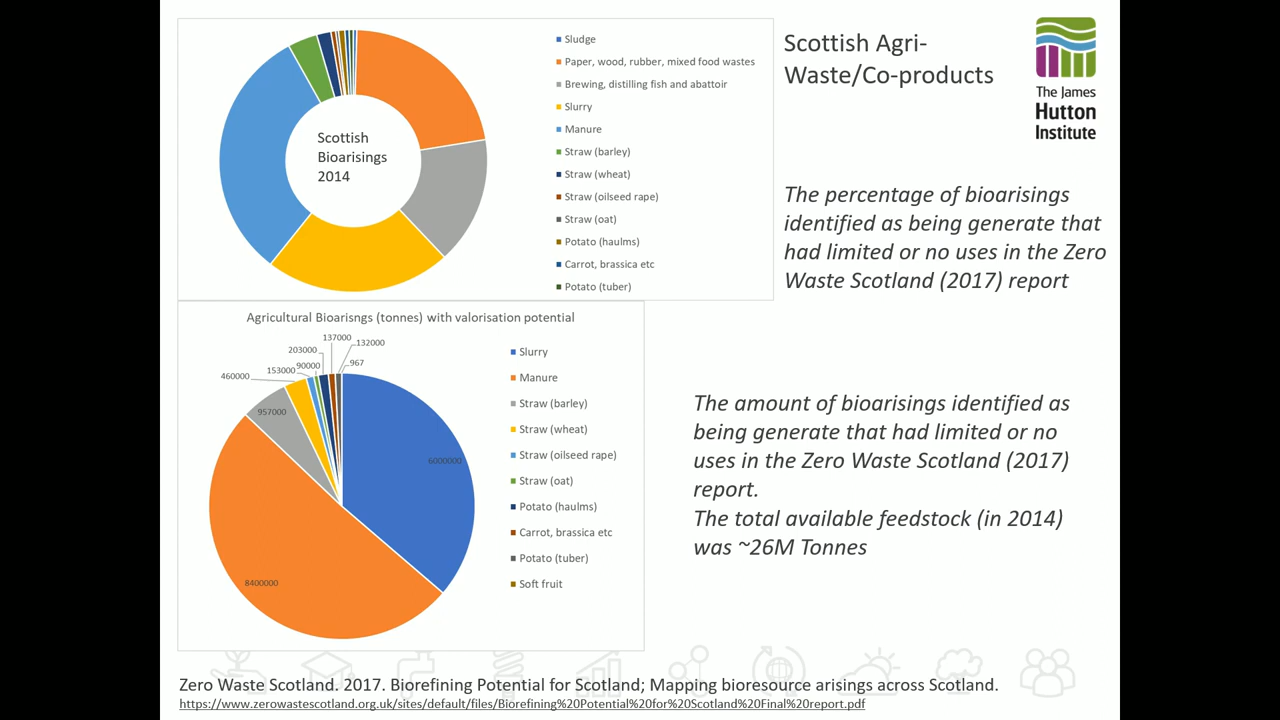 Scottish
Bioarisings
2014
Sludge
Paper, wood, rubber, mixed food wastes
Brewing, distilling fish and abattoir
Slurry
Manure
Straw (barley)
Straw (wheat)
Straw (oilseed rape)
Straw (oat)
Potato (haulms)
Carrot, brassica etc
Potato (tuber)
Scottish Agri-
Waste/Co-products
The James
Hutton
Institute
The percentage of bioarisings
identified as being generate that
had limited or no uses in the Zero
Waste Scotland (2017) report
Agricultural Bioarisngs (tonnes) with valorisation potential
137000
132000
203000
967
90000
153000
460000
957000
6000000
8400000
Slurry
Manure
Straw (barley)
Straw (wheat)
Straw (oilseed rape)
Straw (oat)
Potato (haulms)
Carrot, brassica etc
Potato (tuber)
Soft fruit
The amount of bioarisings identified as
being generate that had limited or no
uses in the Zero Waste Scotland (2017)
report.
The total available feedstock (in 2014)
was ~26M Tonnes
Zero Waste Scotland. 2017. Biorefining Potential for Scotland; Mapping bioresource arisings across Scotland.
https://www.zerowastescotland.org.uk/sites/default/files/Biorefining%20Potential%20for%20Scotland%20Final%20report.pdf